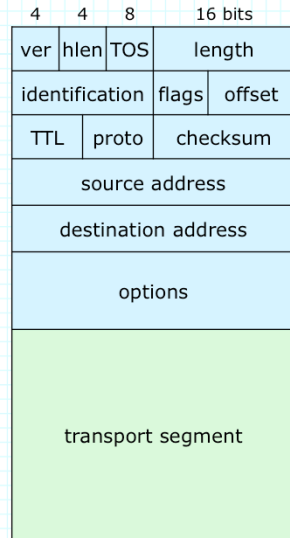 4 4 8 16 bits
ver hlen TOS length
identification flags offset
TTL proto checksum
source address
destination address
options
transport segment